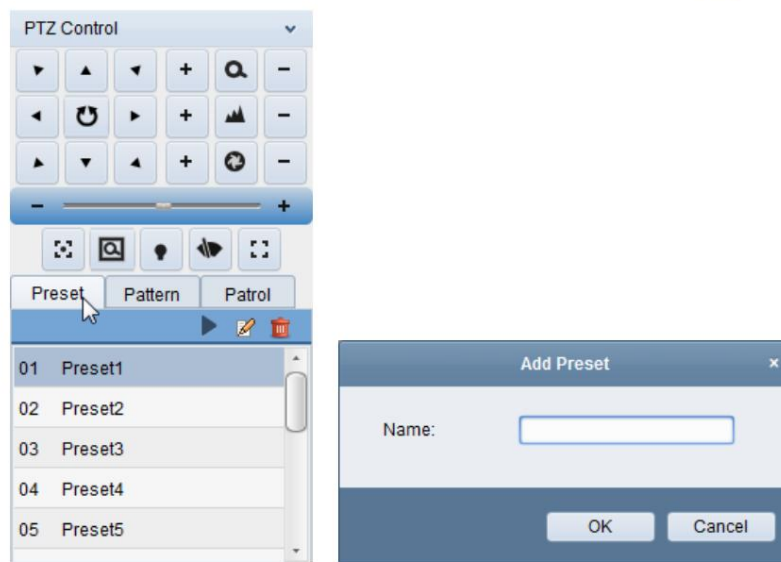 PTZ Control
Preset Pattern Patrol
01 Preset1
02 Preset2
03 Preset3
04 Preset4
05 Preset5
Add Preset
Name:
OK Cancel